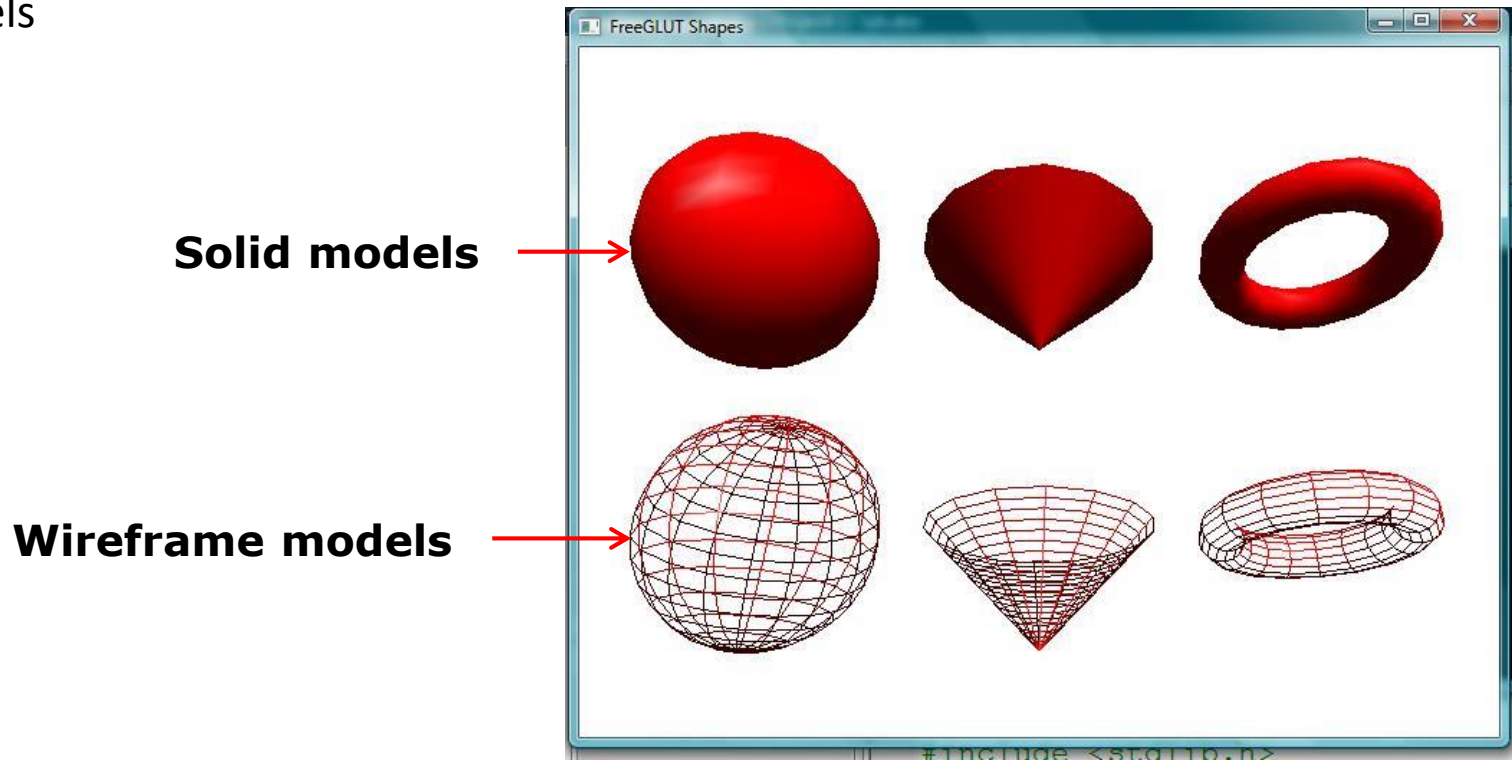 els
FreeGLUT Shapes
Solid models
Wireframe models
#include <stdlib.h>